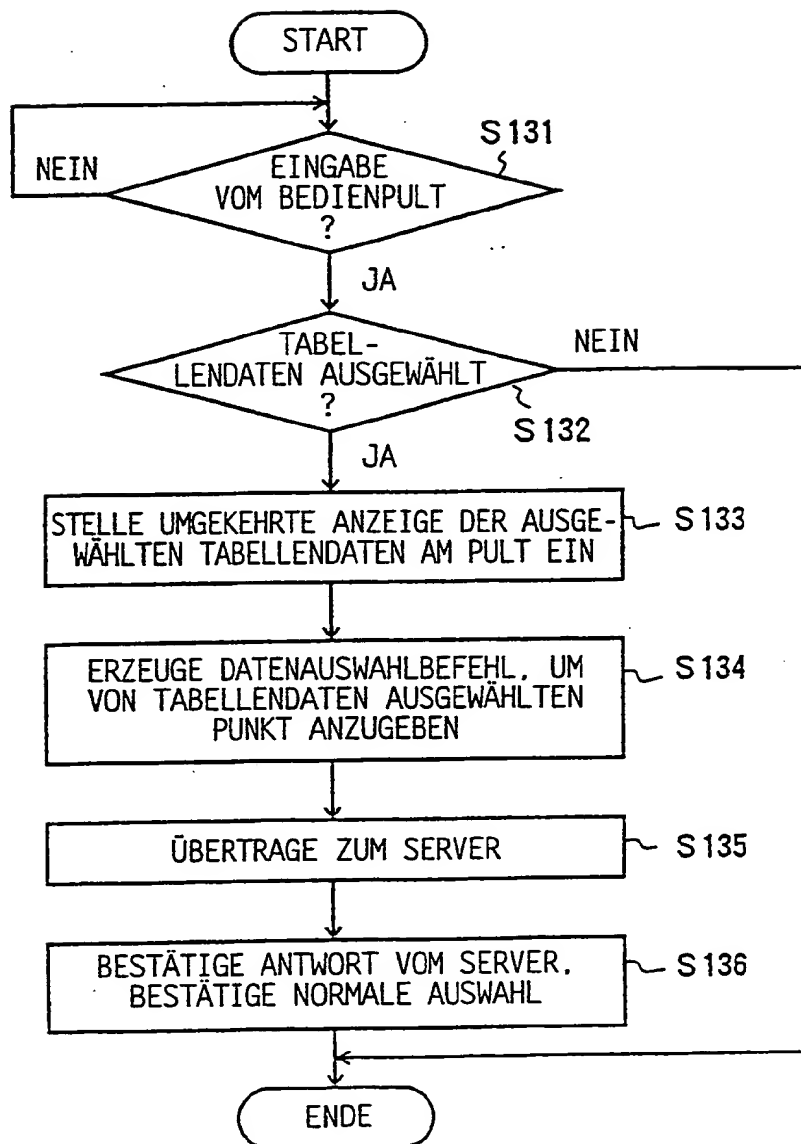 START
S131
EINGABE
NEIN
VOM BEDIENPULT
?
JA
TABEL-
NEIN
LENDATEN AUSGEWÄHLT
?
S132
JA
STELLE UMGEKEHRTE ANZEIGE DER AUSGE-
WÄHLTEN TABELLENDATEN AM PULT EIN
S133
ERZEUGE DATENAUSWAHLBEFEHL, UM
VON TABELLENDATEN AUSGEWÄHLTEN
PUNKT ANZUGEBEN
S134
ÜBERTRAGE ZUM SERVER
S135
BESTÄTIGE ANTWORT VOM SERVER.
BESTÄTIGE NORMALE AUSWAHL
S136
ENDE